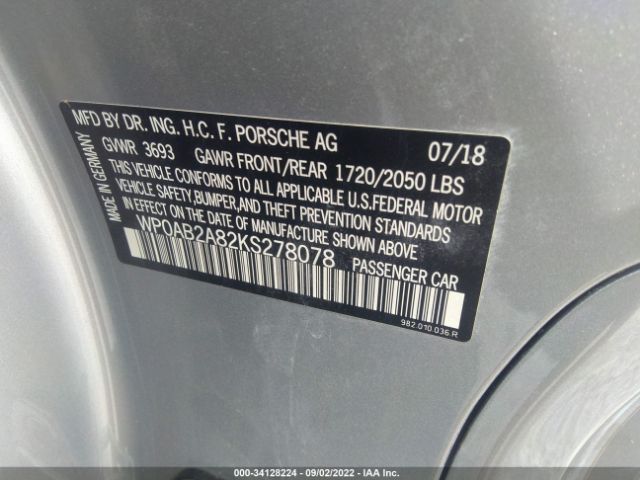 MFD BY DR. ING. H.C. F. PORSCHE AG 07/18
GVWR 3693 GAWR FRONT/REAR 1720/2050 LBS
THIS VEHICLE CONFORMS TO ALL APPLICABLE U.S.FEDERAL MOTOR
VEHICLE SAFETY,BUMPER,AND THEFT PREVENTION STANDARDS
IN EFFECT ON THE DATE OF MANUFACTURE SHOWN ABOVE
WP0AB2A82KS278078 PASSENGER CAR
MADE IN GERMANY
982.010.036.R
000-34128224 - 09/02/2022 - IAA Inc.